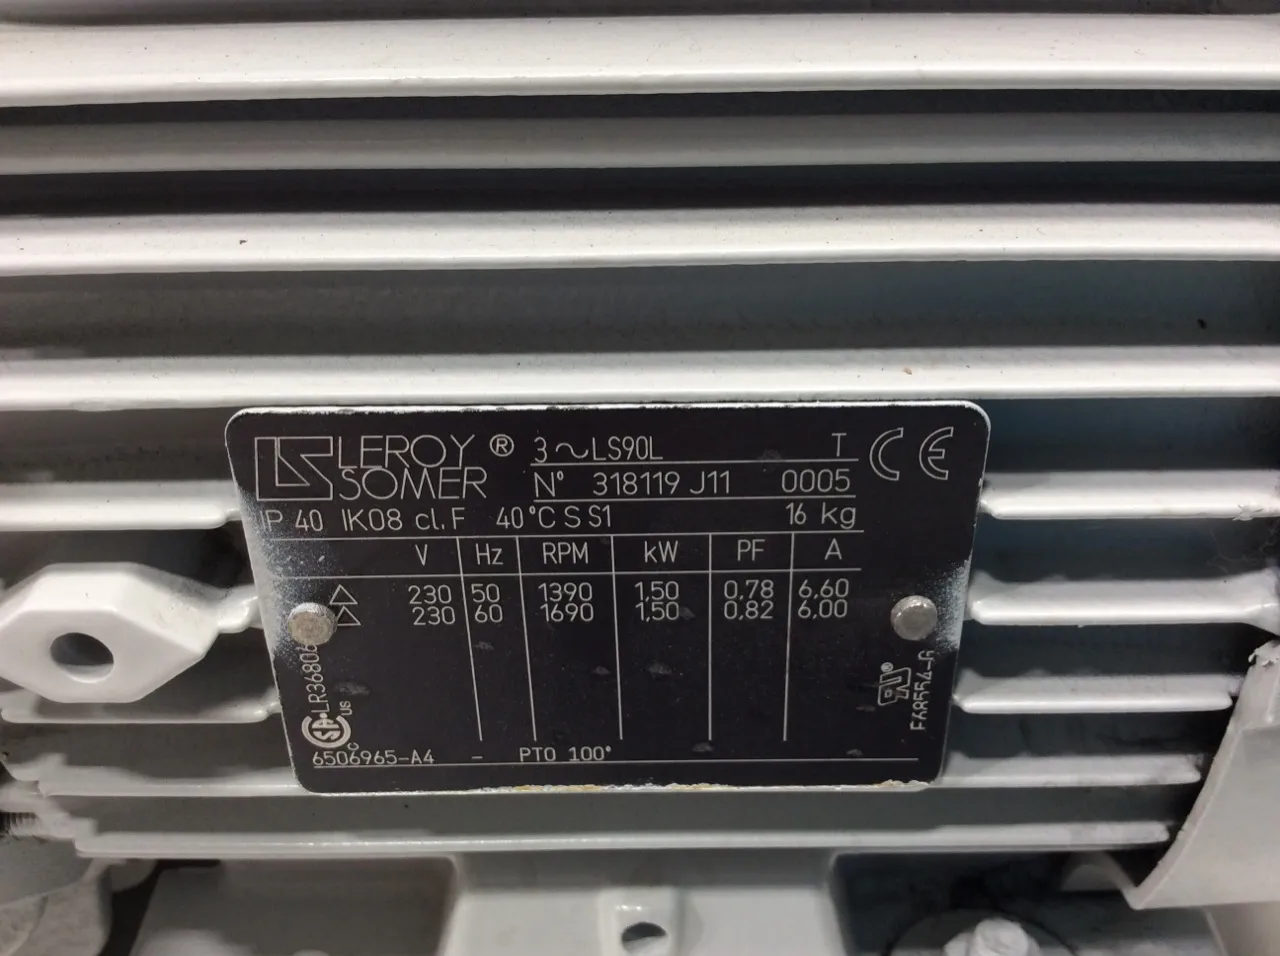 LEROY ® 3~LS90L T CE
SOMER N° 318119 J11 0005
IP 40 IK08 cl.F 40°C S S1 16 kg
V Hz RPM kW PF A
△ 230 50 1390 1,50 0.78 6,60
△ 230 60 1690 1,50 0.82 6,00
LR36806
US
®
6506965-A4 - PTO 100°